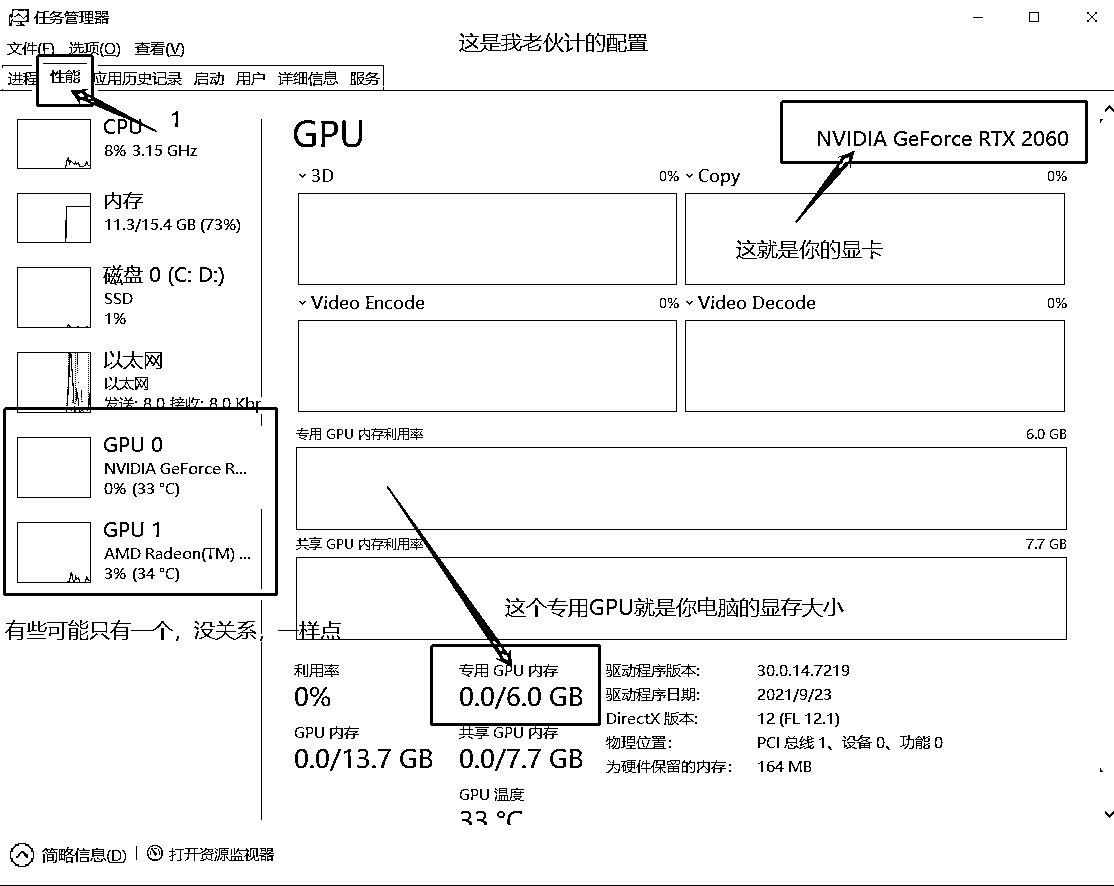 任务管理器
文件(F) 选项(O) 查看(V)
这是我老伙计的配置
进程 性能 应用历史记录 启动 用户 详细信息 服务
1
CPU
8% 3.15 GHz
内存
11.3/15.4 GB (73%)
磁盘 0 (C: D:)
SSD
1%
以太网
以太网
发送: 8.0 接收: 8.0 Kbp
GPU 0
NVIDIA GeForce R...
0% (33 °C)
GPU 1
AMD Radeon(TM) ...
3% (34 °C)
有些可能只有一个，没关系，一样点
GPU
NVIDIA GeForce RTX 2060
3D 0% Copy 0%
这就是你的显卡
Video Encode 0% Video Decode 0%
专用 GPU 内存利用率 6.0 GB
共享 GPU 内存利用率 7.7 GB
这个专用GPU就是你电脑的显存大小
利用率
0%
专用 GPU 内存
0.0/6.0 GB
GPU 内存
0.0/13.7 GB
共享 GPU 内存
0.0/7.7 GB
GPU 温度
33 °C
驱动程序版本: 30.0.14.7219
驱动程序日期: 2021/9/23
DirectX 版本: 12 (FL 12.1)
物理位置: PCI 总线 1、设备 0、功能 0
为硬件保留的内存: 164 MB
简略信息(D) 打开资源监视器